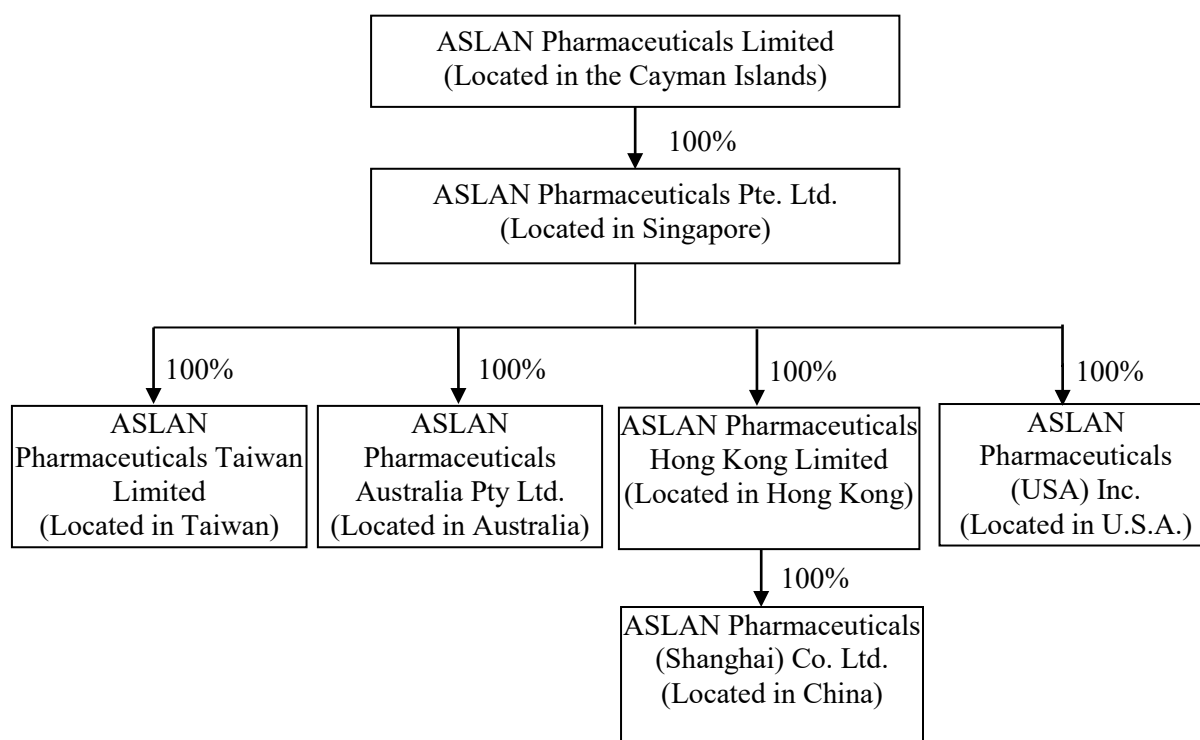 ASLAN Pharmaceuticals Limited
(Located in the Cayman Islands)
100%
ASLAN Pharmaceuticals Pte. Ltd.
(Located in Singapore)
100%
100%
100%
100%
ASLAN
Pharmaceuticals Taiwan
Limited
(Located in Taiwan)
ASLAN
Pharmaceuticals
Australia Pty Ltd.
(Located in Australia)
ASLAN Pharmaceuticals
Hong Kong Limited
(Located in Hong Kong)
ASLAN
Pharmaceuticals
(USA) Inc.
(Located in U.S.A.)
100%
ASLAN Pharmaceuticals
(Shanghai) Co. Ltd.
(Located in China)